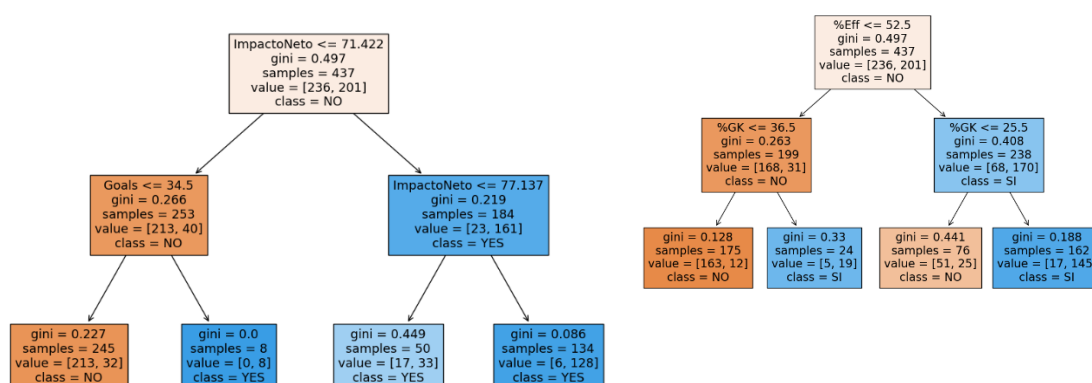 ImpactoNeto <= 71.422
gini = 0.497
samples = 437
value = [236, 201]
class = NO
Goals <= 34.5
gini = 0.266
samples = 253
value = [213, 40]
class = NO
ImpactoNeto <= 77.137
gini = 0.219
samples = 184
value = [23, 161]
class = YES
gini = 0.227
samples = 245
value = [213, 32]
class = NO
gini = 0.0
samples = 8
value = [0, 8]
class = YES
gini = 0.449
samples = 50
value = [17, 33]
class = YES
gini = 0.086
samples = 134
value = [6, 128]
class = YES
%Eff <= 52.5
gini = 0.497
samples = 437
value = [236, 201]
class = NO
%GK <= 36.5
gini = 0.263
samples = 199
value = [168, 31]
class = NO
%GK <= 25.5
gini = 0.408
samples = 238
value = [68, 170]
class = SI
gini = 0.128
samples = 175
value = [163, 12]
class = NO
gini = 0.33
samples = 24
value = [5, 19]
class = SI
gini = 0.441
samples = 76
value = [51, 25]
class = NO
gini = 0.188
samples = 162
value = [17, 145]
class = SI